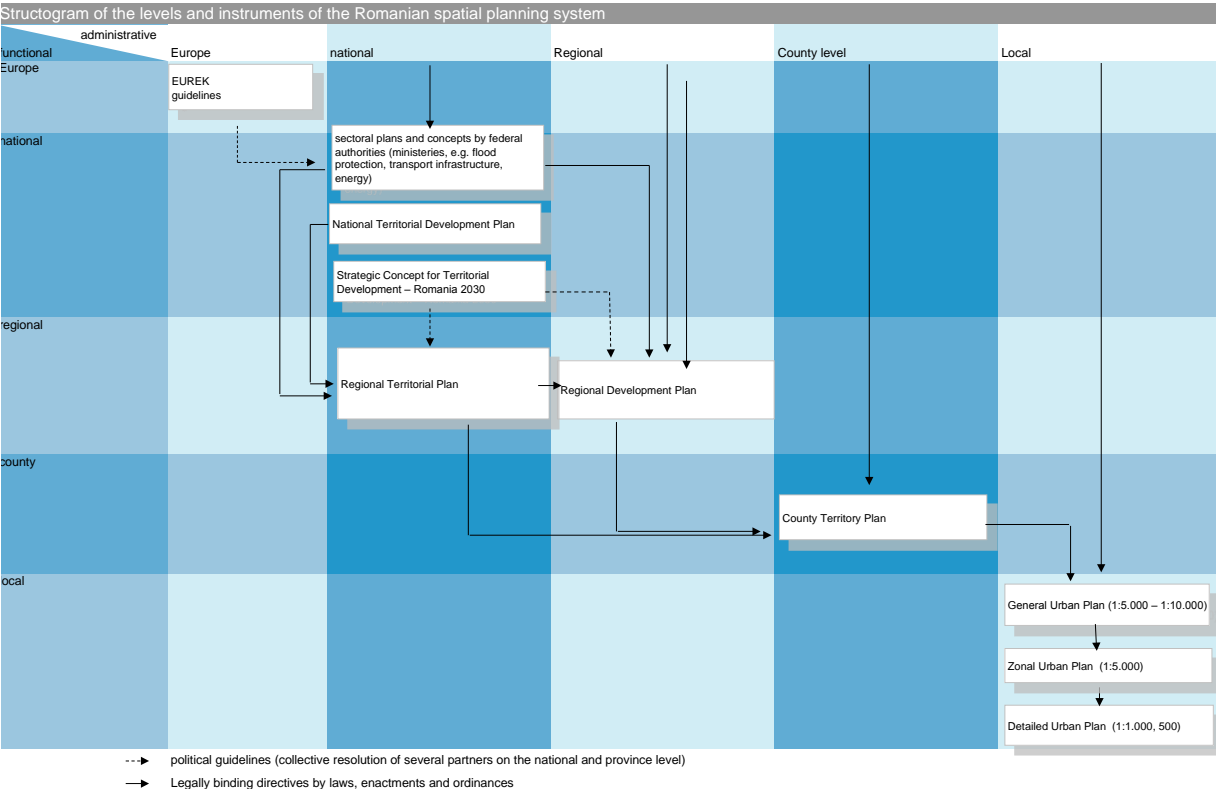 Structogram of the levels and instruments of the Romanian spatial planning system
administrative
functional
Europe
national
Regional
County level
Local
Europe
EUREK
guidelines
national
sectoral plans and concepts by federal
authorities (ministries, e.g. flood
protection, transport infrastructure,
energy)
National Territorial Development Plan
Strategic Concept for Territorial
Development – Romania 2030
regional
Regional Territorial Plan
Regional Development Plan
county
County Territory Plan
local
General Urban Plan (1:5.000 – 1:10.000)
Zonal Urban Plan (1:5.000)
Detailed Urban Plan (1:1.000, 500)
political guidelines (collective resolution of several partners on the national and province level)
Legally binding directives by laws, enactments and ordinances